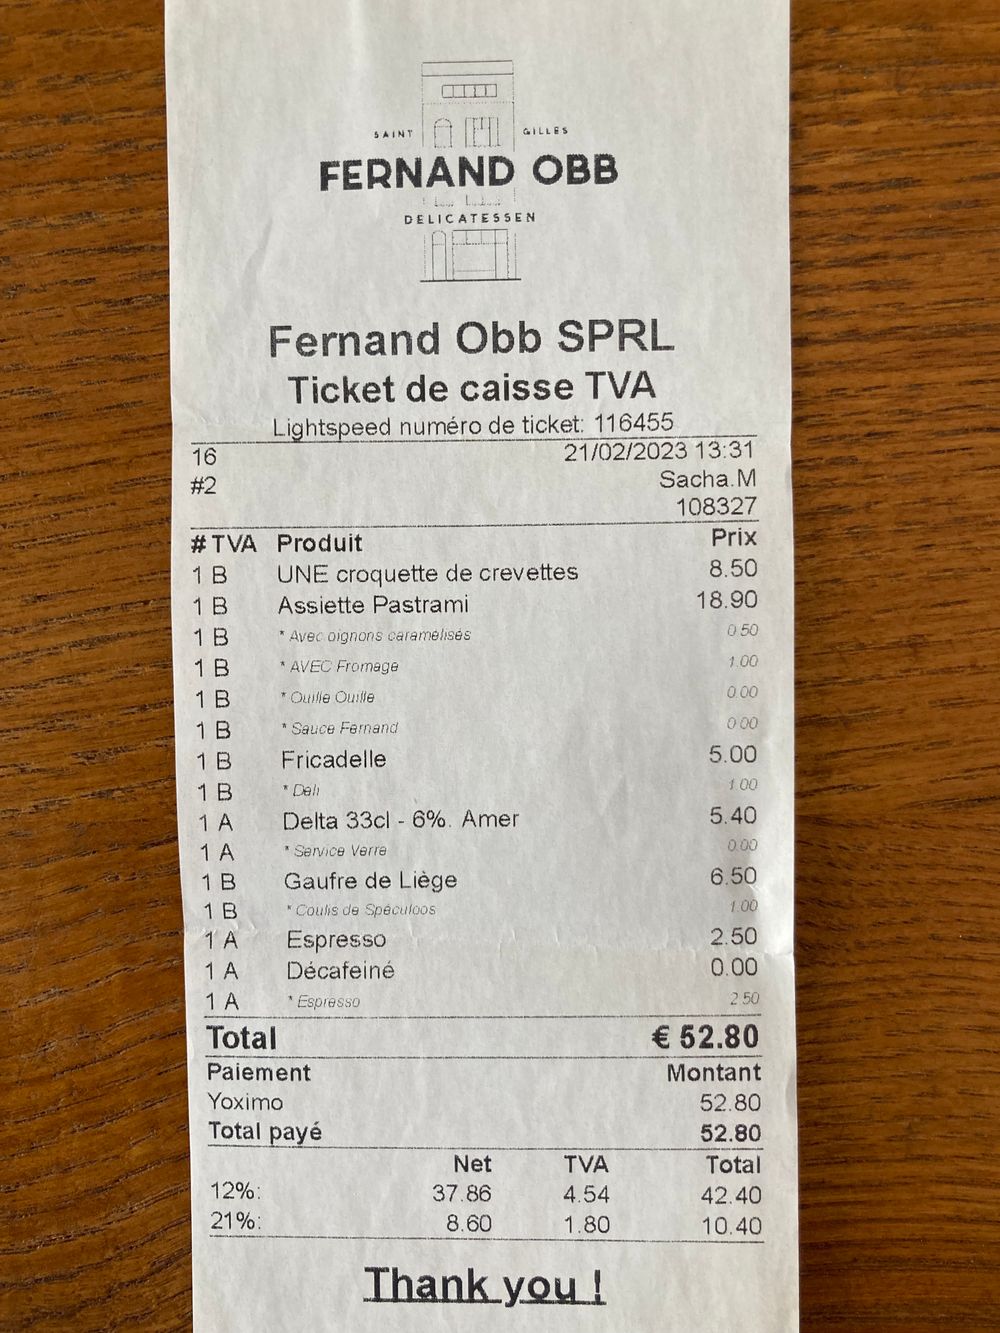 SAINT GILLES
FERNAND OBB
DELICATESSEN
Fernand Obb SPRL
Ticket de caisse TVA
Lightspeed numéro de ticket: 116455
16 21/02/2023 13:31
#2 Sacha.M
108327
# TVA Produit Prix
1 B UNE croquette de crevettes 8.50
1 B Assiette Pastrami 18.90
1 B * Avec oignons caramélisés 0.50
1 B * AVEC Fromage 1.00
1 B * Ouille Ouille 0.00
1 B * Sauce Fernand 0.00
1 B Fricadelle 5.00
1 B * Deli 1.00
1 A Delta 33cl - 6%. Amer 5.40
1 A * Service Verre 0.00
1 B Gaufre de Liège 6.50
1 B * Coulis de Spéculoos 1.00
1 A Espresso 2.50
1 A Décafeiné 0.00
1 A * Espresso 2.50
Total € 52.80
Paiement Montant
Yoximo 52.80
Total payé 52.80
Net TVA Total
12%: 37.86 4.54 42.40
21%: 8.60 1.80 10.40
Thank you !